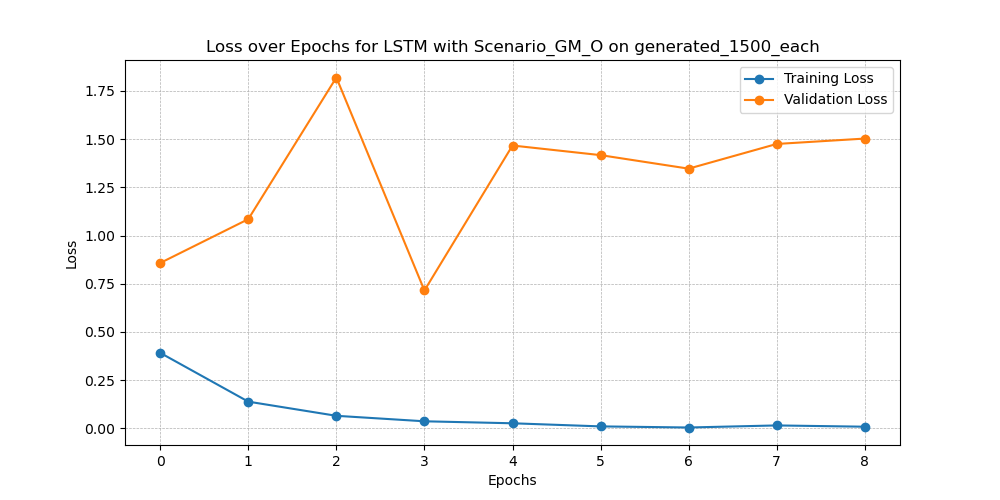 Loss over Epochs for LSTM with Scenario_GM_O on generated_1500_each
Training Loss
Validation Loss
1.75
1.50
1.25
1.00
0.75
0.50
0.25
0.00
Loss
0 1 2 3 4 5 6 7 8
Epochs